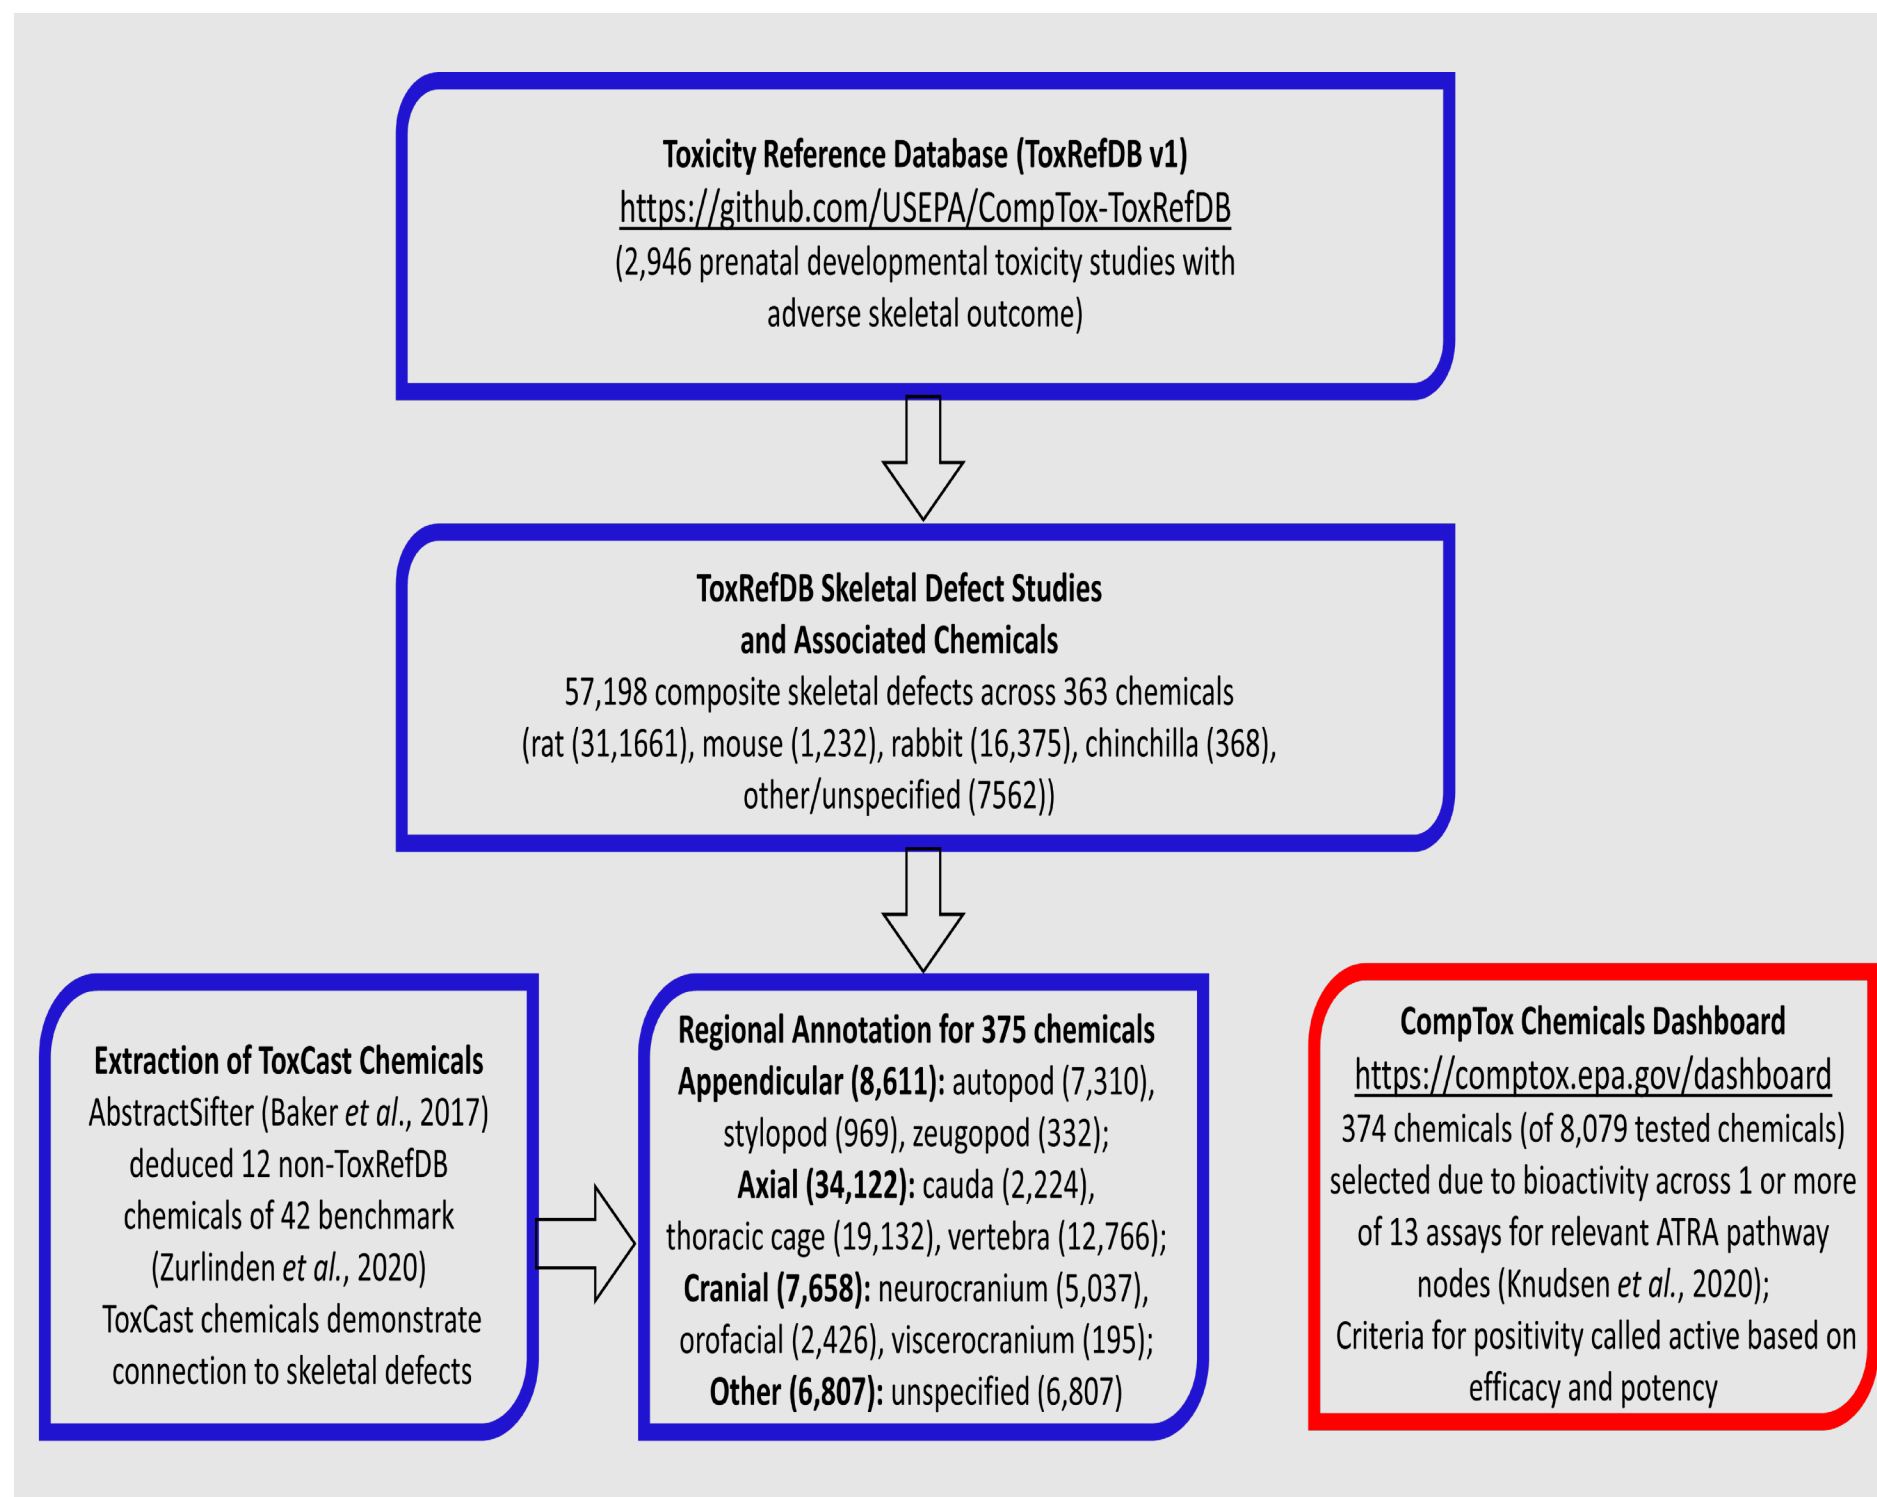 Toxicity Reference Database (ToxRefDB v1)
https://github.com/USEPA/CompTox-ToxRefDB
(2,946 prenatal developmental toxicity studies with
adverse skeletal outcome)
ToxRefDB Skeletal Defect Studies
and Associated Chemicals
57,198 composite skeletal defects across 363 chemicals
(rat (31,1661), mouse (1,232), rabbit (16,375), chinchilla (368),
other/unspecified (7562))
Extraction of ToxCast Chemicals
AbstractSifter (Baker et al., 2017)
deduced 12 non-ToxRefDB
chemicals of 42 benchmark
(Zurlinden et al., 2020)
ToxCast chemicals demonstrate
connection to skeletal defects
Regional Annotation for 375 chemicals
Appendicular (8,611): autopod (7,310),
stylopod (969), zeugopod (332);
Axial (34,122): cauda (2,224),
thoracic cage (19,132), vertebra (12,766);
Cranial (7,658): neurocranium (5,037),
orofacial (2,426), viscerocranium (195);
Other (6,807): unspecified (6,807)
CompTox Chemicals Dashboard
https://comptox.epa.gov/dashboard
374 chemicals (of 8,079 tested chemicals)
selected due to bioactivity across 1 or more
of 13 assays for relevant ATRA pathway
nodes (Knudsen et al., 2020);
Criteria for positivity called active based on
efficacy and potency